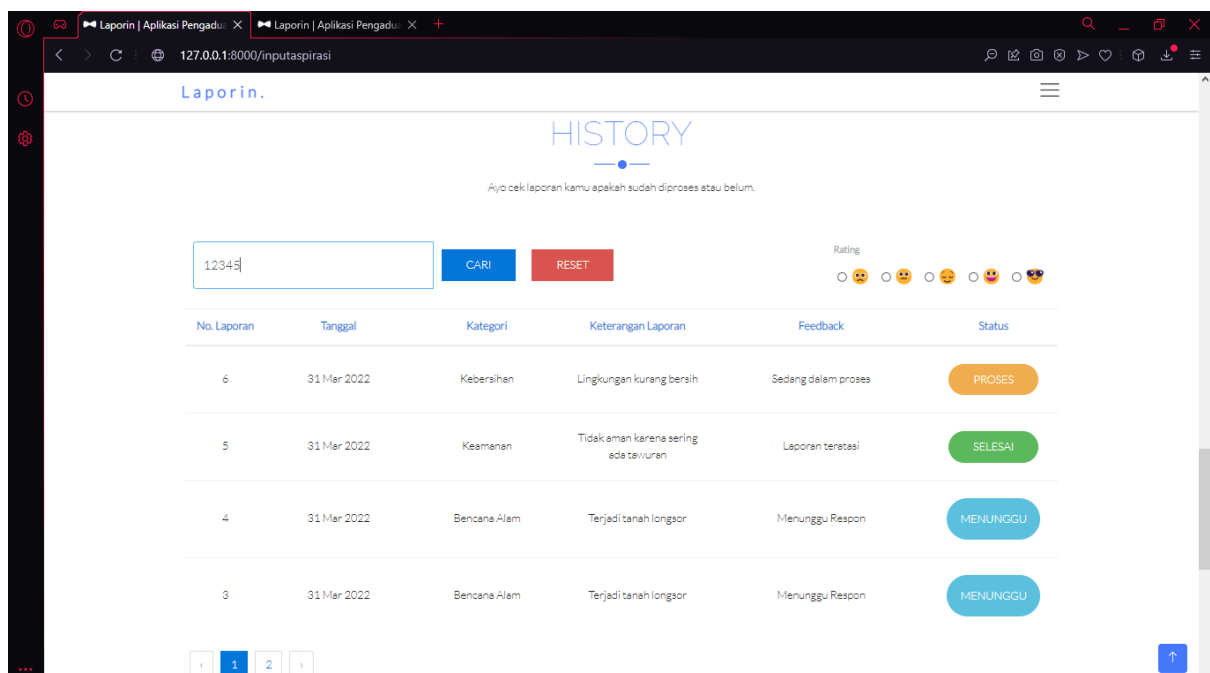 Laporin | Aplikasi Pengadua
Laporin | Aplikasi Pengadua
127.0.0.1:8000/inputaspirasi
Laporin.
HISTORY
Ayo cek laporan kamu apakah sudah diproses atau belum.
Rating
12345 CARI RESET
No. Laporan Tanggal Kategori Keterangan Laporan Feedback Status
6 31 Mar 2022 Kebersihan Lingkungan kurang bersih Sedang dalam proses PROSES
5 31 Mar 2022 Keamanan Tidak aman karena sering
ada tawuran Laporan teratasi SELESAI
4 31 Mar 2022 Bencana Alam Terjadi tanah longsor Menunggu Respon MENUNGGU
3 31 Mar 2022 Bencana Alam Terjadi tanah longsor Menunggu Respon MENUNGGU
‹ 1 2 ›